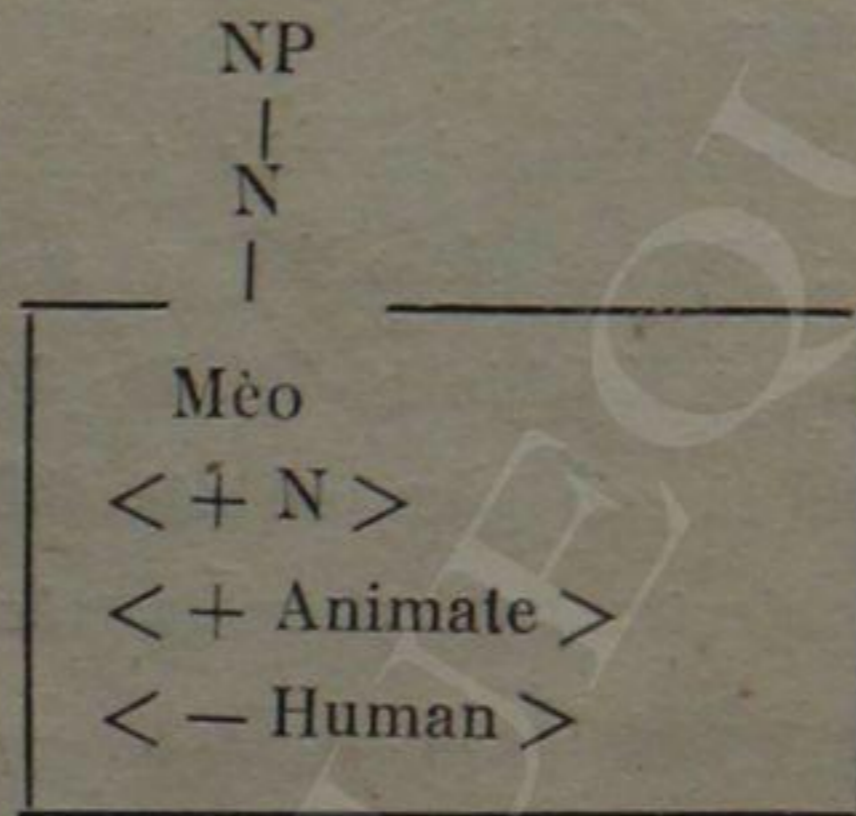 NP
N
Mèo
< + N >
< + Animate >
< — Human >